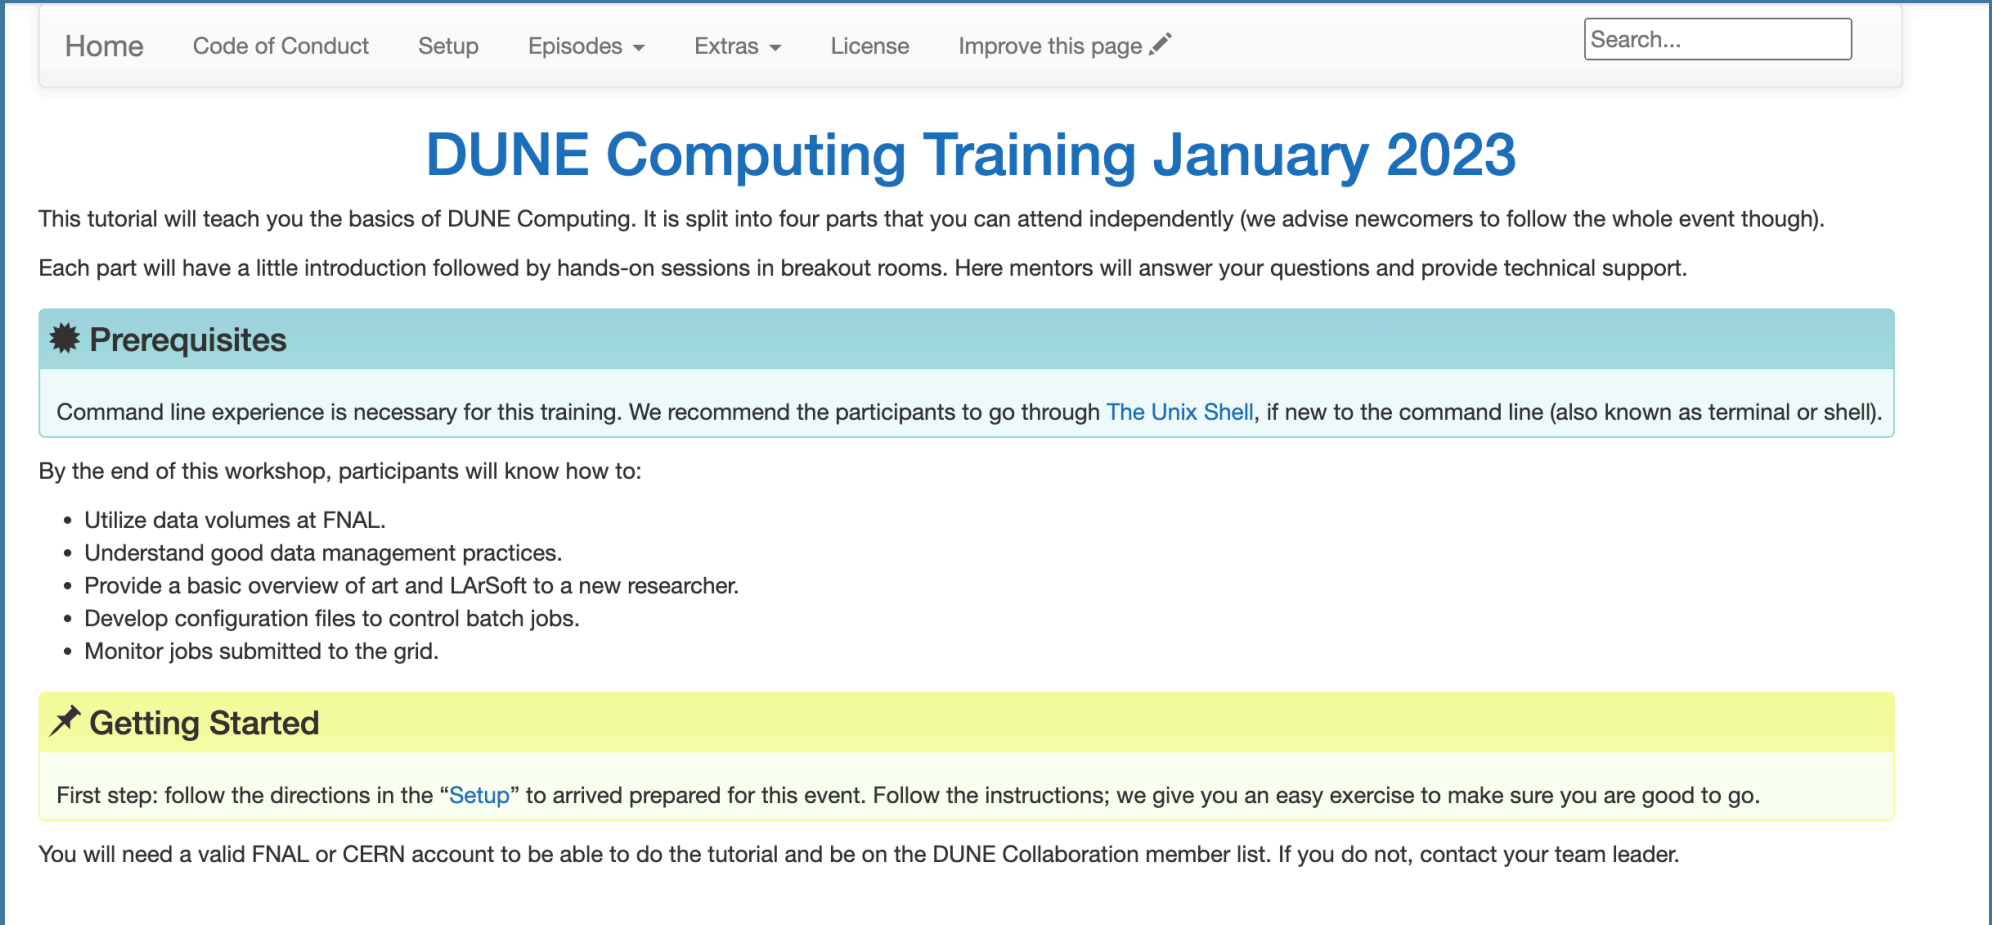 Home Code of Conduct Setup Episodes Extras License Improve this page Search...
DUNE Computing Training January 2023
This tutorial will teach you the basics of DUNE Computing. It is split into four parts that you can attend independently (we advise newcomers to follow the whole event though).
Each part will have a little introduction followed by hands-on sessions in breakout rooms. Here mentors will answer your questions and provide technical support.
Prerequisites
Command line experience is necessary for this training. We recommend the participants to go through The Unix Shell, if new to the command line (also known as terminal or shell).
By the end of this workshop, participants will know how to:
• Utilize data volumes at FNAL.
• Understand good data management practices.
• Provide a basic overview of art and LArSoft to a new researcher.
• Develop configuration files to control batch jobs.
• Monitor jobs submitted to the grid.
Getting Started
First step: follow the directions in the “Setup” to arrived prepared for this event. Follow the instructions; we give you an easy exercise to make sure you are good to go.
You will need a valid FNAL or CERN account to be able to do the tutorial and be on the DUNE Collaboration member list. If you do not, contact your team leader.